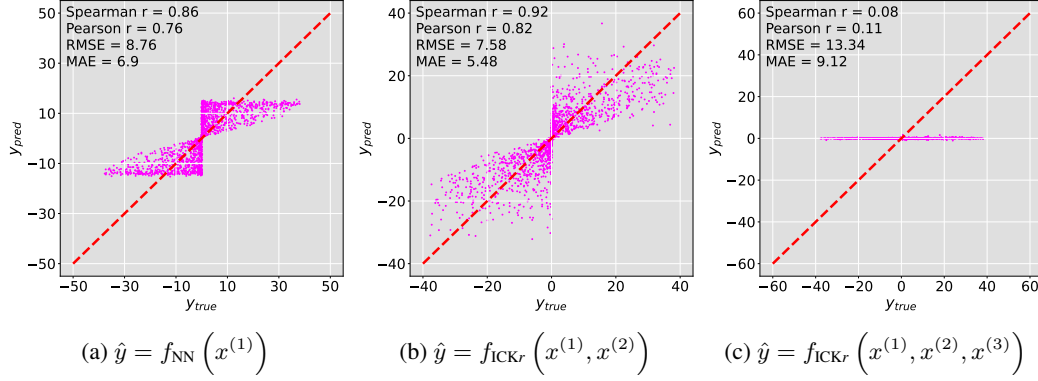 Spearman r = 0.86
Pearson r = 0.76
RMSE = 8.76
MAE = 6.9
50
30
10
−10
−30
−50
y_pred
−50 −30 −10 10 30 50
y_true
(a) ŷ = f_NN (x^(1))
Spearman r = 0.92
Pearson r = 0.82
RMSE = 7.58
MAE = 5.48
40
20
0
−20
−40
y_pred
−40 −20 0 20 40
y_true
(b) ŷ = f_ICKr (x^(1), x^(2))
Spearman r = 0.08
Pearson r = 0.11
RMSE = 13.34
MAE = 9.12
60
40
20
0
−20
−40
−60
y_pred
−60 −40 −20 0 20 40 60
y_true
(c) ŷ = f_ICKr (x^(1), x^(2), x^(3))